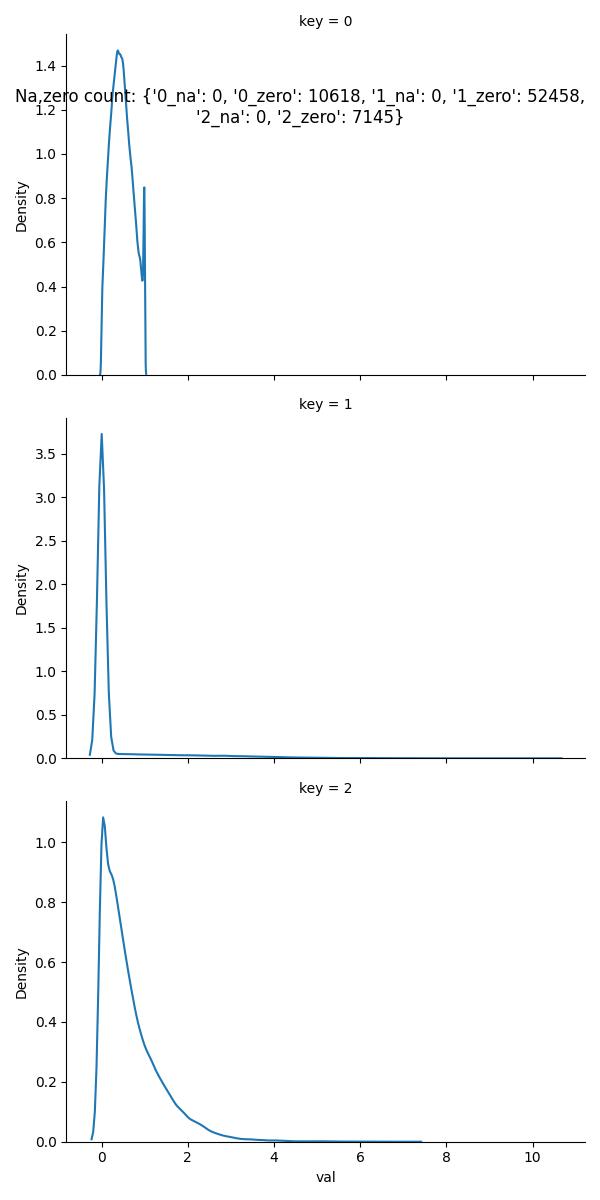 key = 0
1.4
Na,zero count: {'0_na': 0, '0_zero': 10618, '1_na': 0, '1_zero': 52458,
'2_na': 0, '2_zero': 7145}
1.2
1.0
0.8
0.6
0.4
0.2
0.0
Density
key = 1
3.5
3.0
2.5
2.0
1.5
1.0
0.5
0.0
Density
key = 2
1.0
0.8
0.6
0.4
0.2
0.0
Density
0 2 4 6 8 10
val